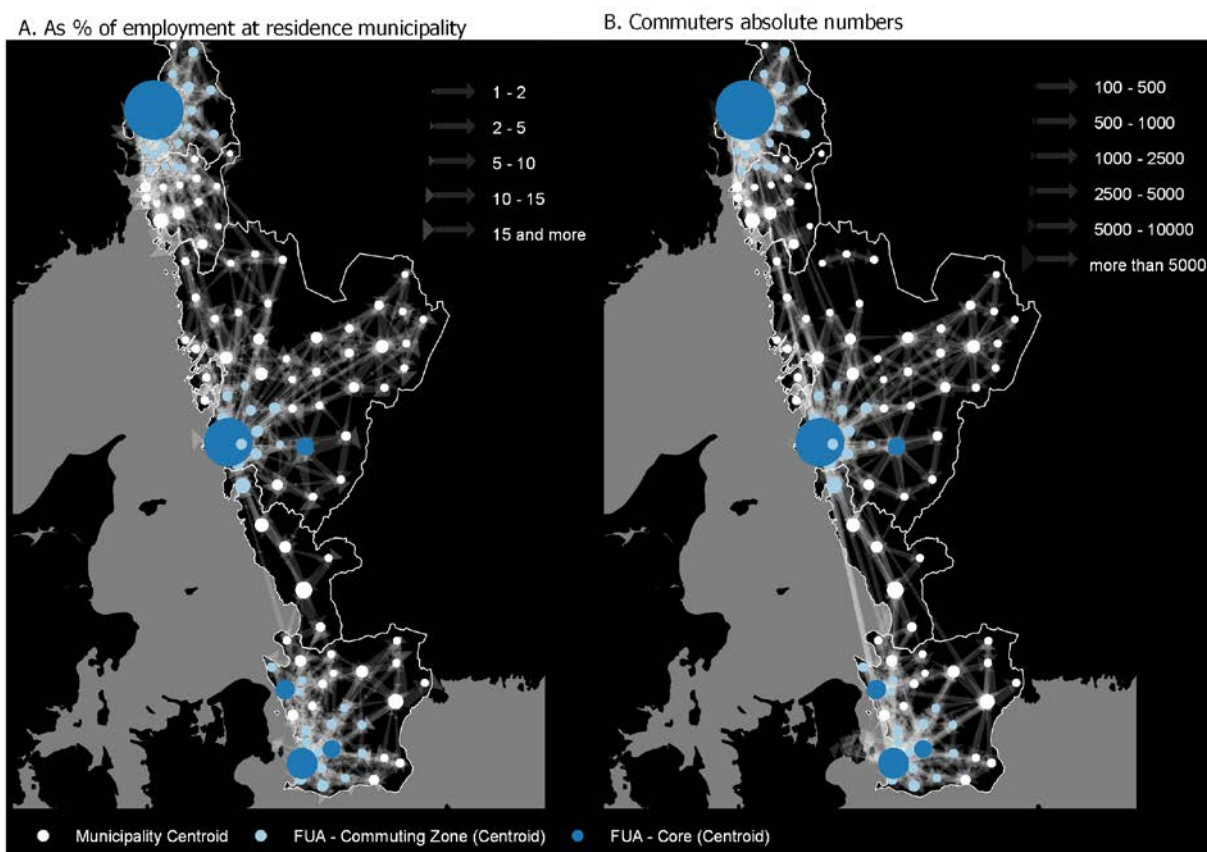 A. As % of employment at residence municipality
B. Commuters absolute numbers
1 - 2
2 - 5
5 - 10
10 - 15
15 and more
100 - 500
500 - 1000
1000 - 2500
2500 - 5000
5000 - 10000
more than 5000
Municipality Centroid
FUA - Commuting Zone (Centroid)
FUA - Core (Centroid)